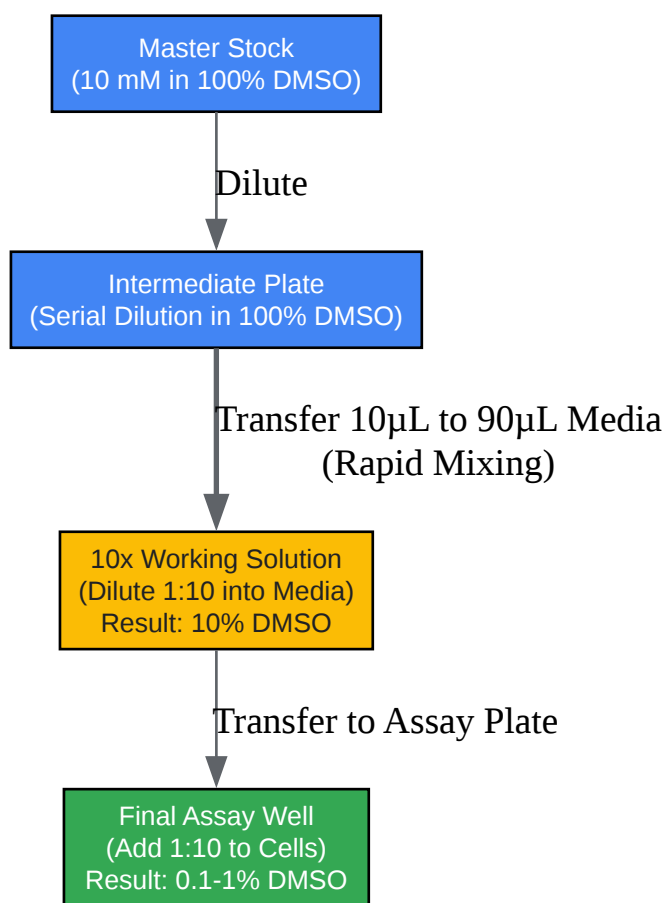 Master Stock
(10 mM in 100% DMSO)
Dilute
Intermediate Plate
(Serial Dilution in 100% DMSO)
Transfer 10µL to 90µL Media
(Rapid Mixing)
10x Working Solution
(Dilute 1:10 into Media)
Result: 10% DMSO
Transfer to Assay Plate
Final Assay Well
(Add 1:10 to Cells)
Result: 0.1-1% DMSO